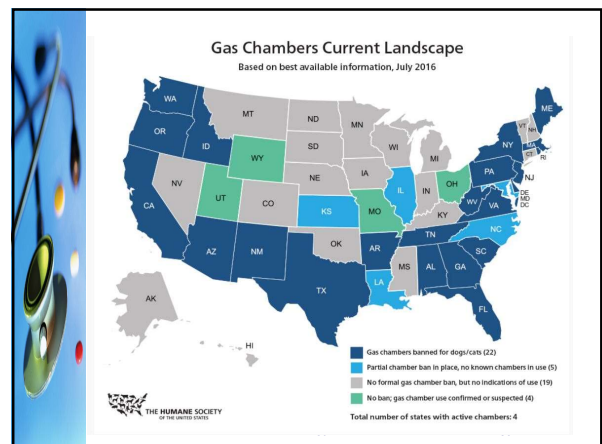 Gas Chambers Current Landscape
Based on best available information, July 2016
WA
MT
ND
MN
ME
OR
ID
SD
WI
VT
NH
NY
MA
CT
RI
WY
MI
IA
NE
PA
NJ
NV
UT
CO
IL
IN
OH
DE
MD
DC
CA
KS
MO
KY
WV
VA
AZ
NM
OK
AR
TN
NC
SC
TX
LA
MS
AL
GA
FL
AK
HI
Gas chambers banned for dogs/cats (22)
Partial chamber ban in place, no known chambers in use (5)
No formal gas chamber ban, but no indications of use (19)
No ban; gas chamber use confirmed or suspected (4)
Total number of states with active chambers: 4
THE HUMANE SOCIETY
OF THE UNITED STATES